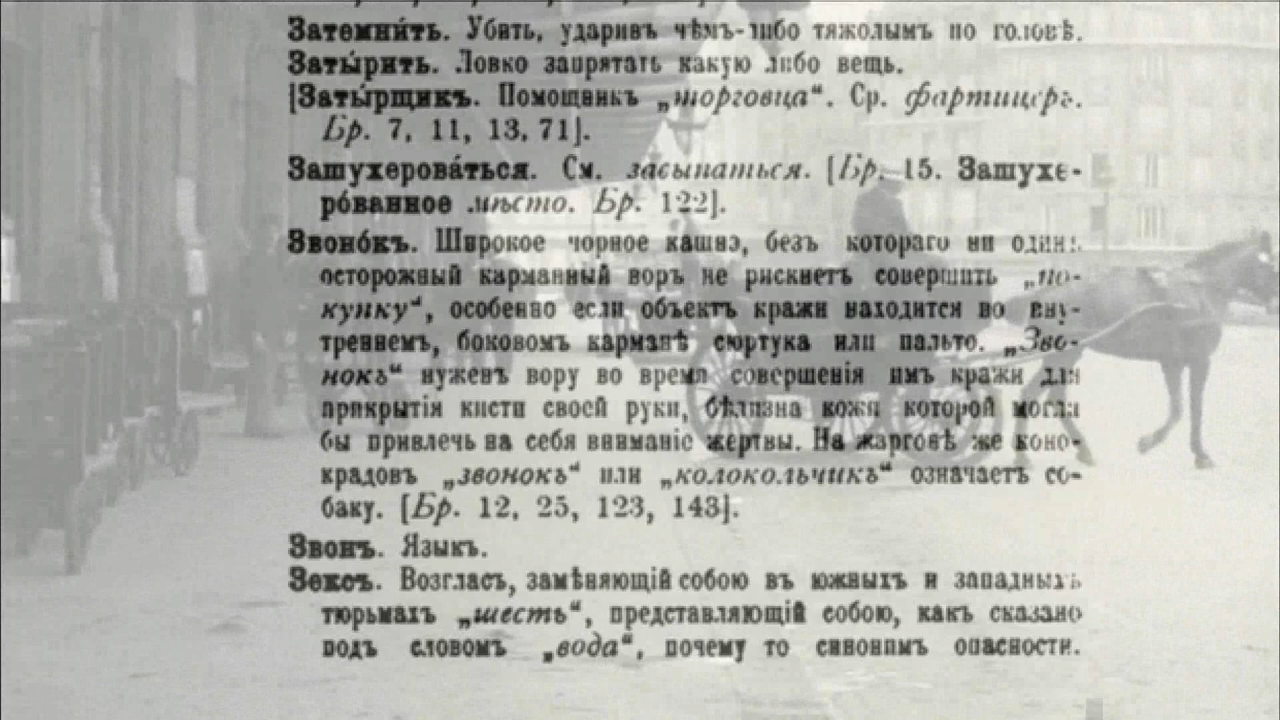 Затемни́ть. Убить, ударивъ чѣмъ-либо тяжолымъ по головѣ.
Заты́рить. Ловко запрятать какую либо вещь.
[Заты́рщикъ. Помощникъ „торговца“. Ср. фартицеръ.
Бр. 7, 11, 13, 71].
Зашухерова́ться. См. засыпаться. [Бр. 15. Зашухе-
ро́ванное мѣсто. Бр. 122].
Звоно́къ. Широкое чорное кашнэ, безъ котораго ни одинъ
осторожный карманный воръ не рискнетъ совершить „по-
купку“, особенно если объектъ кражи находится во вну-
треннемъ, боковомъ карманѣ сюртука или пальто. „Зво-
нокъ“ нуженъ вору во время совершенія имъ кражи для
прикрытія кисти своей руки, бѣлизна кожи которой могла
бы привлечь на себя вниманіе жертвы. На жаргонѣ же коно-
крадовъ „звонокъ“ или „колокольчикъ“ означаетъ со-
баку. [Бр. 12, 25, 123, 143].
Звонъ. Языкъ.
Зексъ. Возгласъ, замѣняющій собою въ южныхъ и западныхъ
тюрьмахъ „шесть“, представляющій собою, какъ сказано
подъ словомъ „вода“, почему то синонимъ опасности.